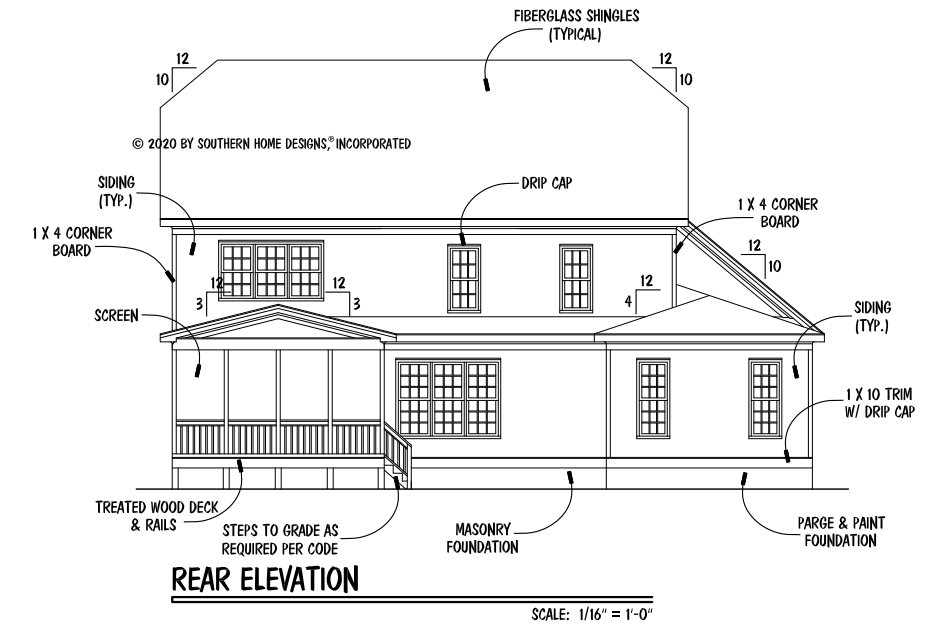 FIBERGLASS SHINGLES
(TYPICAL)
12
10
12
10
© 2020 BY SOUTHERN HOME DESIGNS,® INCORPORATED
SIDING
(TYP.)
DRIP CAP
1 X 4 CORNER
BOARD
1 X 4 CORNER
BOARD
12
10
12
3
12
3
12
4
SCREEN
SIDING
(TYP.)
1 X 10 TRIM
W/ DRIP CAP
TREATED WOOD DECK
& RAILS
STEPS TO GRADE AS
REQUIRED PER CODE
MASONRY
FOUNDATION
PARGE & PAINT
FOUNDATION
REAR ELEVATION
SCALE: 1/16" = 1'-0"